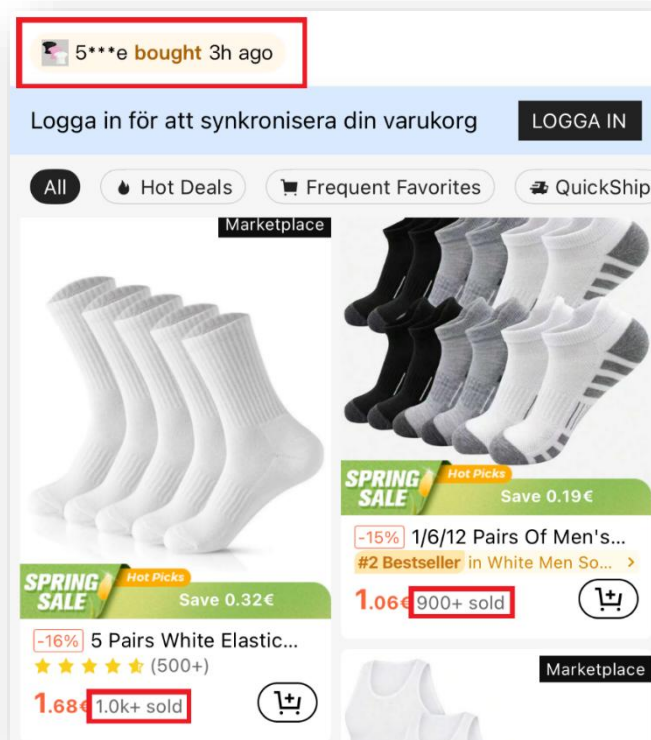 5***e bought 3h ago
Logga in för att synkronisera din varukorg
LOGGA IN
All
Hot Deals
Frequent Favorites
QuickShip
Marketplace
SPRING SALE
Hot Picks
Save 0.32€
-16% 5 Pairs White Elastic...
(500+)
1.68€ 1.0k+ sold
SPRING SALE
Hot Picks
Save 0.19€
-15% 1/6/12 Pairs Of Men's...
#2 Bestseller in White Men So... >
1.06€ 900+ sold
Marketplace